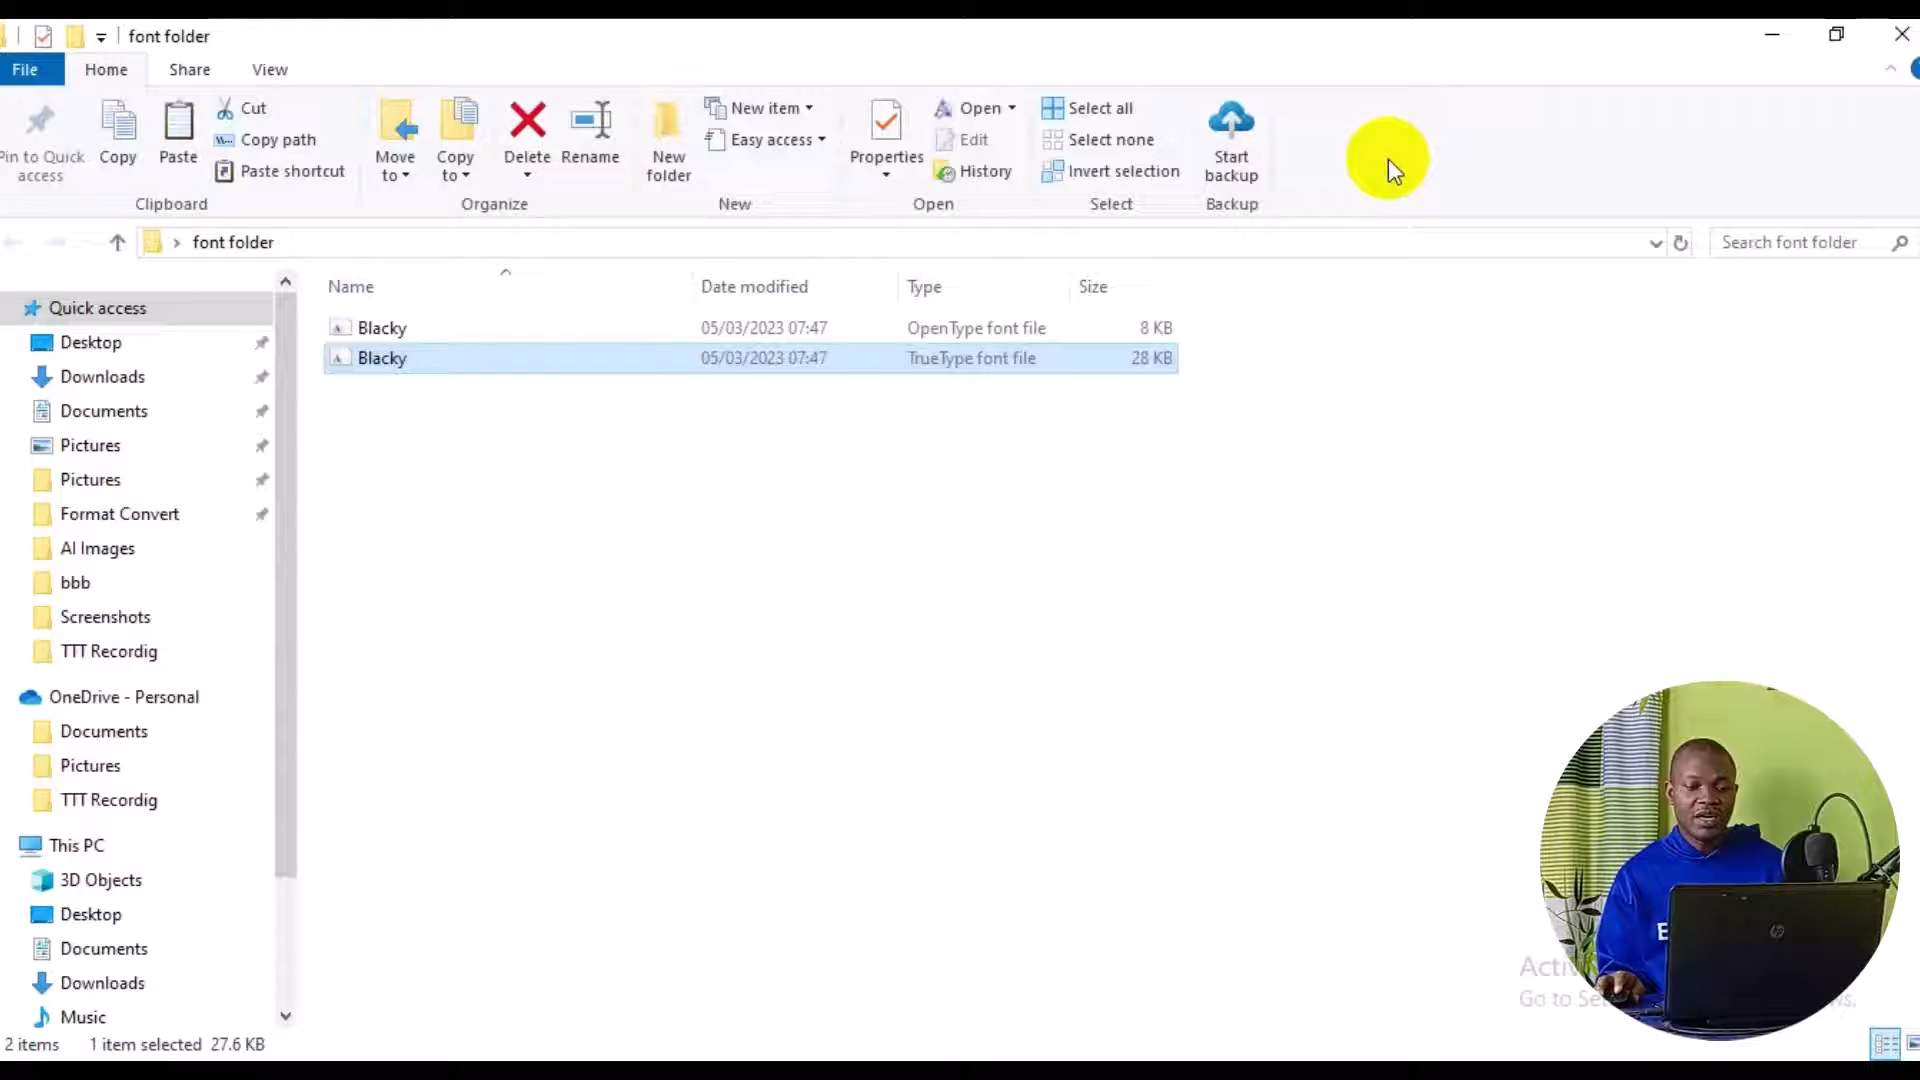 font folder
File Home Share View
Pin to Quick access
Copy
Paste
Cut
Copy path
Paste shortcut
Clipboard
Move to
Copy to
Delete
Rename
Organize
New folder
New item
Easy access
New
Properties
Open
Edit
History
Open
Select all
Select none
Invert selection
Select
Start backup
Backup
font folder
Search font folder
Name Date modified Type Size
Blacky 05/03/2023 07:47 OpenType font file 8 KB
Blacky 05/03/2023 07:47 TrueType font file 28 KB
Quick access
Desktop
Downloads
Documents
Pictures
Pictures
Format Convert
AI Images
bbb
Screenshots
TTT Recordig
OneDrive - Personal
Documents
Pictures
TTT Recordig
This PC
3D Objects
Desktop
Documents
Downloads
Music
Go to
2 items 1 item selected 27.6 KB